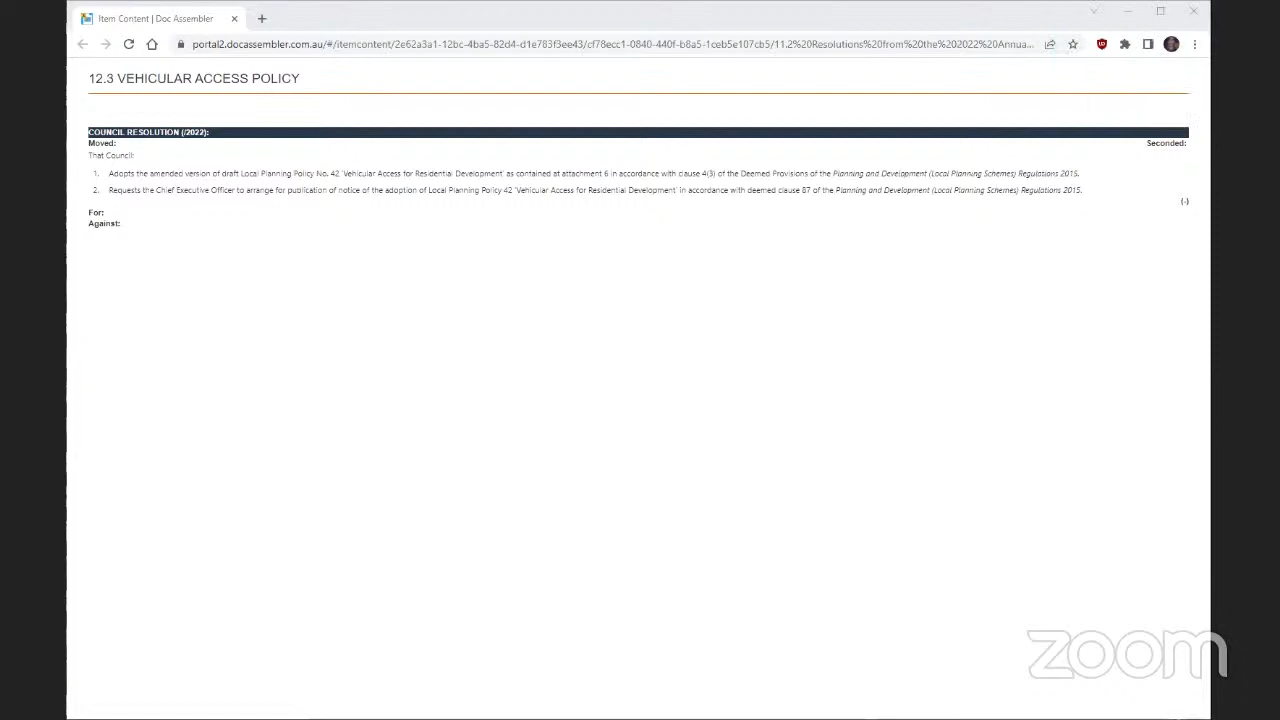 Item Content | Doc Assembler
portal2.docassembler.com.au/#/itemcontent/2e62a3a1-12bc-4ba5-82d4-d1e783f3ee43/cf78ecc1-0840-440f-b8a5-1ceb5e107cb5/11.2%20Resolutions%20from%20the%202022%20Annua...
12.3 VEHICULAR ACCESS POLICY
COUNCIL RESOLUTION (/2022):
Moved: Seconded:
That Council:
1. Adopts the amended version of draft Local Planning Policy No. 42 'Vehicular Access for Residential Development' as contained at attachment 6 in accordance with clause 4(3) of the Deemed Provisions of the Planning and Development (Local Planning Schemes) Regulations 2015.
2. Requests the Chief Executive Officer to arrange for publication of notice of the adoption of Local Planning Policy 42 'Vehicular Access for Residential Development' in accordance with deemed clause 87 of the Planning and Development (Local Planning Schemes) Regulations 2015.
(-)
For:
Against:
zoom